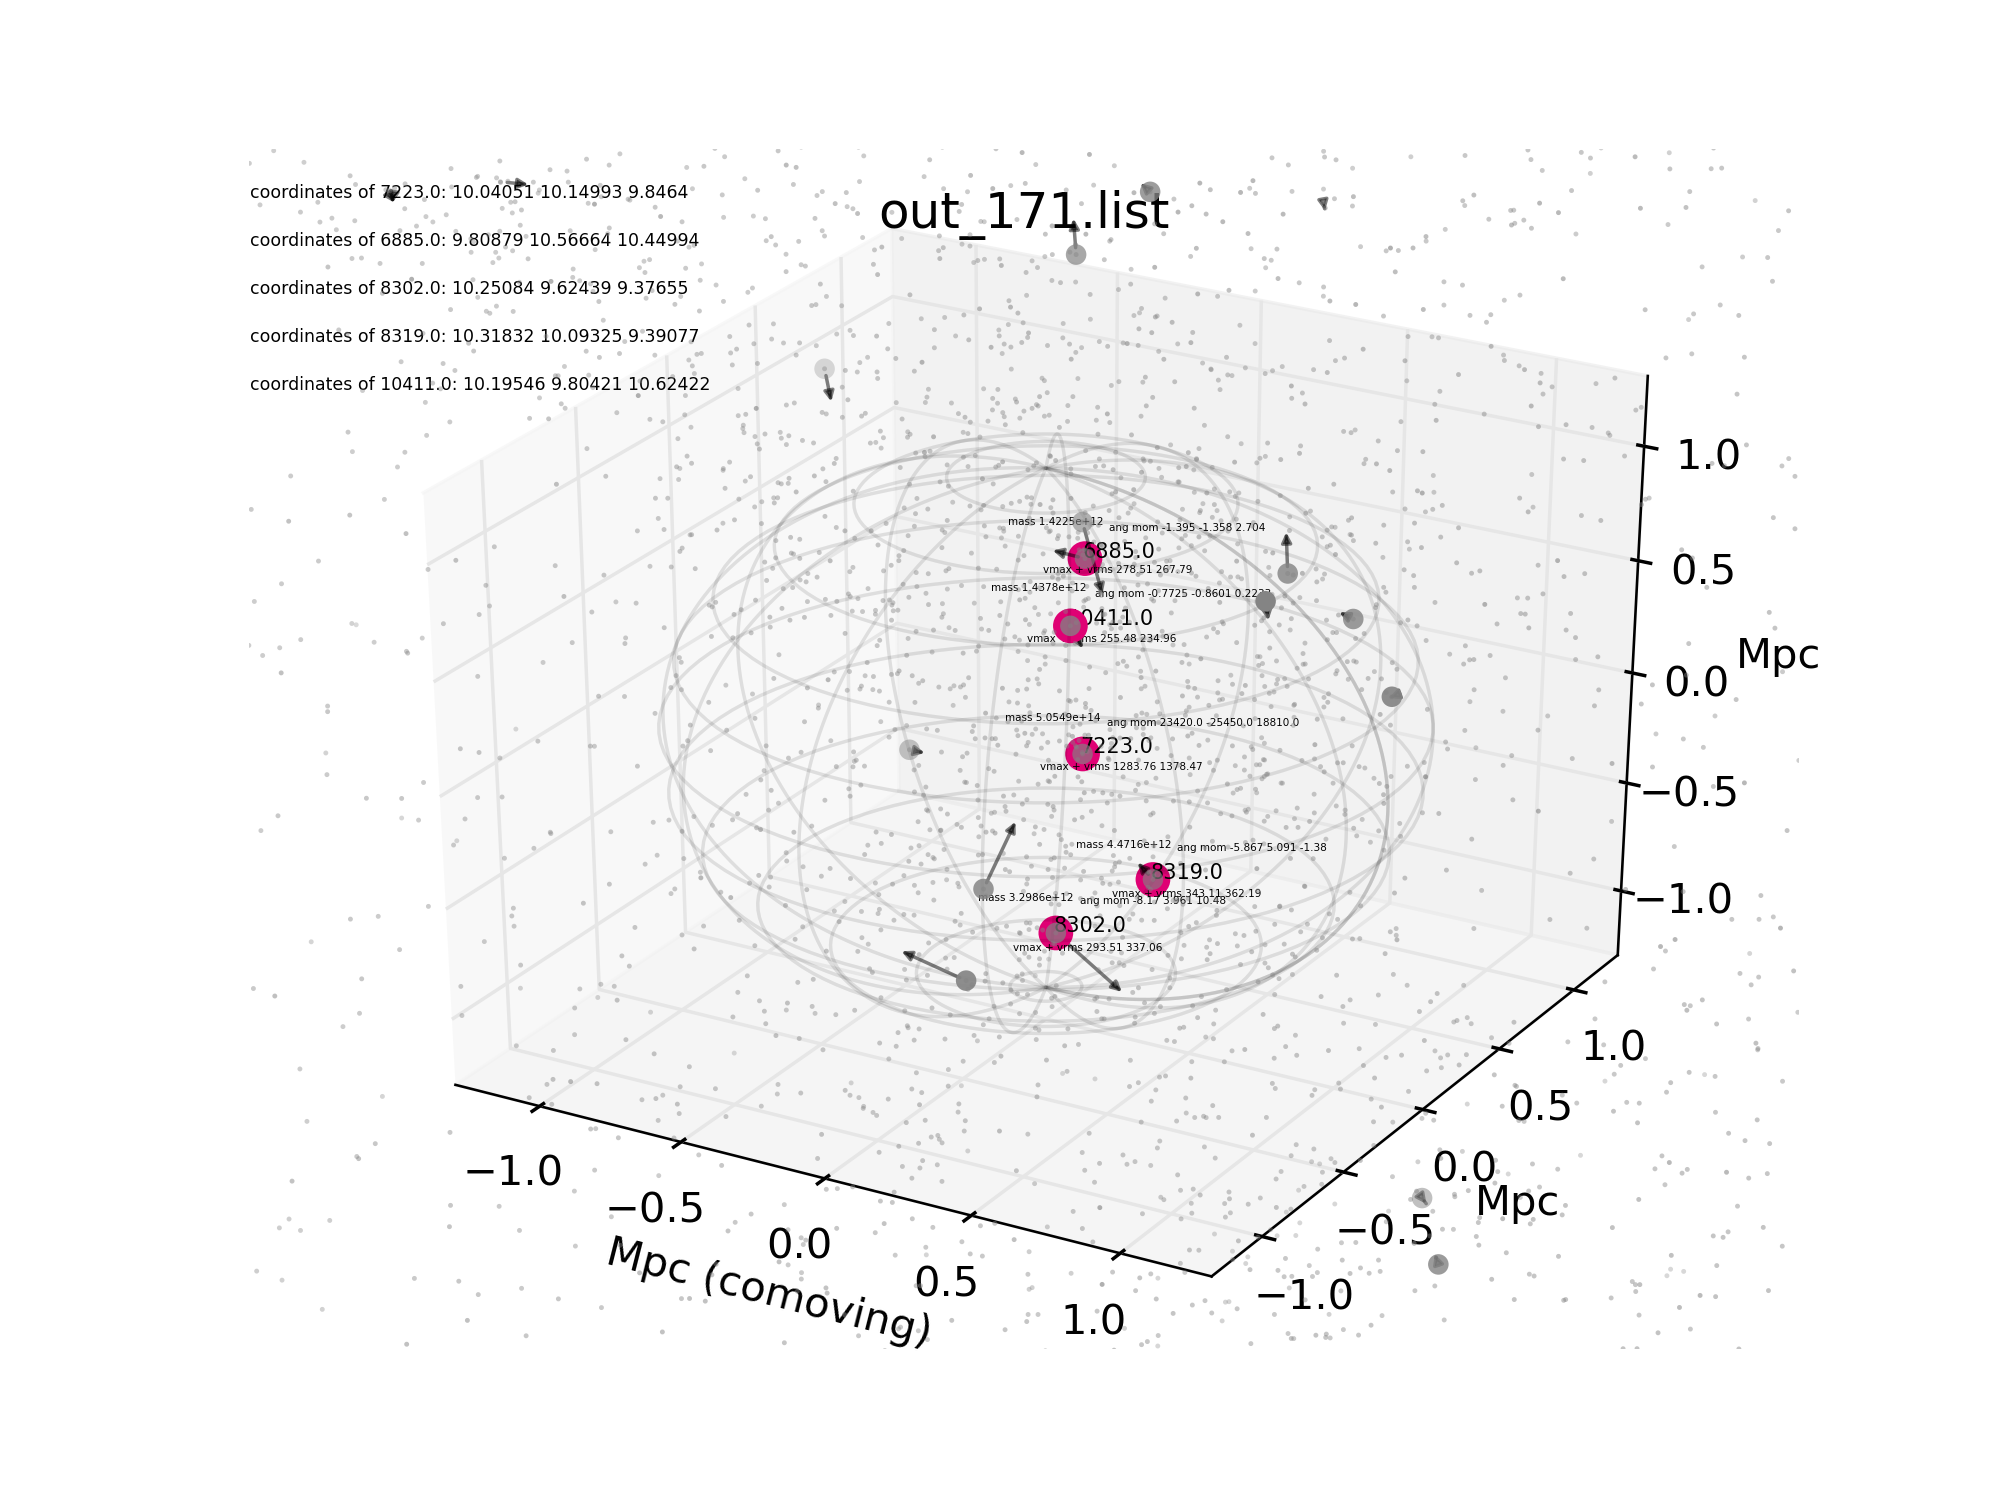 out_171.list
coordinates of 7223.0: 10.04051 10.14993 9.8464
coordinates of 6885.0: 9.80879 10.56664 10.44994
coordinates of 8302.0: 10.25084 9.62439 9.37655
coordinates of 8319.0: 10.31832 10.09325 9.39077
coordinates of 10411.0: 10.19546 9.80421 10.62422
mass 1.4225e+12
ang mom -1.395 -1.358 2.704
6885.0
vmax + vrms 278.51 267.79
mass 1.4378e+12
ang mom -0.7725 -0.8601
0411.0
vmax ms 255.48 234.96
mass 5.0549e+14
ang mom 23420.0 -25450.0 18810.0
7223.0
vmax + vrms 1283.76 1378.47
mass 4.4716e+12
ang mom -5.867 5.091 -1.38
8319.0
vmax + vrms 343.11 362.19
mass 3.2986e+12
ang mom -8.17 3.961 10.48
8302.0
vmax + vrms 293.51 337.06
1.0
0.5
0.0
−0.5
−1.0
Mpc
1.0
0.5
0.0
−0.5
−1.0
Mpc
−1.0
−0.5
0.0
0.5
1.0
Mpc (comoving)